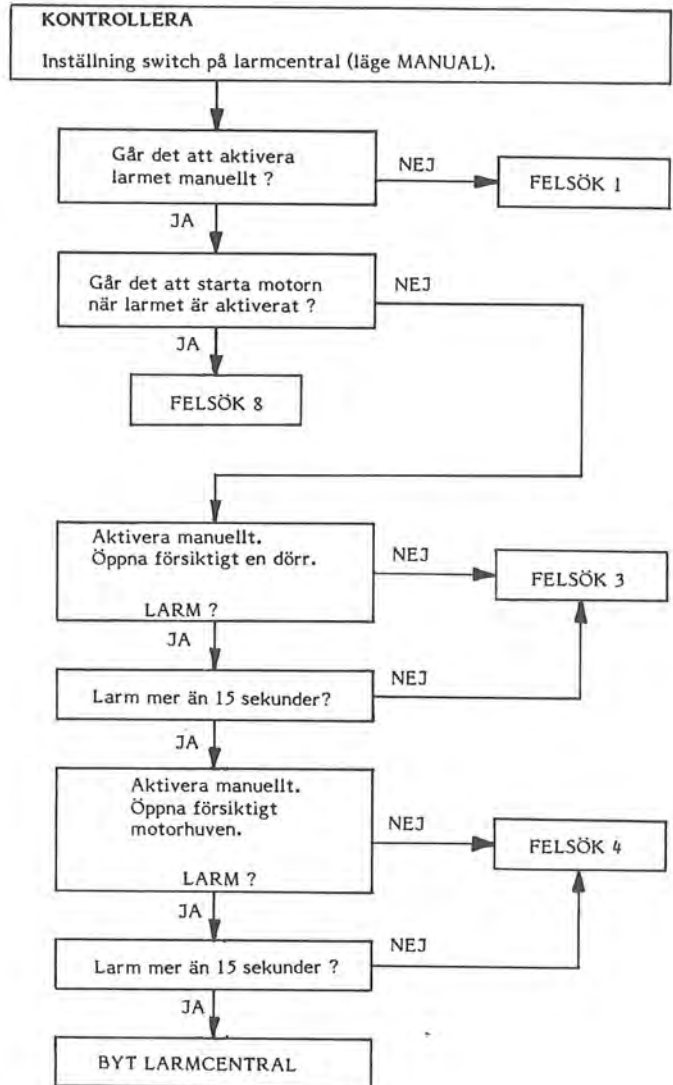 KONTROLLERA
Inställning switch på larmcentral (läge MANUAL).
Går det att aktivera
larmet manuellt ?
NEJ
FELSÖK 1
JA
Går det att starta motorn
när larmet är aktiverat ?
NEJ
JA
FELSÖK 8
Aktivera manuellt.
Öppna försiktigt en dörr.
LARM ?
NEJ
FELSÖK 3
JA
Larm mer än 15 sekunder?
NEJ
JA
Aktivera manuellt.
Öppna försiktigt
motorhuven.
LARM ?
NEJ
FELSÖK 4
JA
Larm mer än 15 sekunder ?
NEJ
JA
BYT LARMCENTRAL